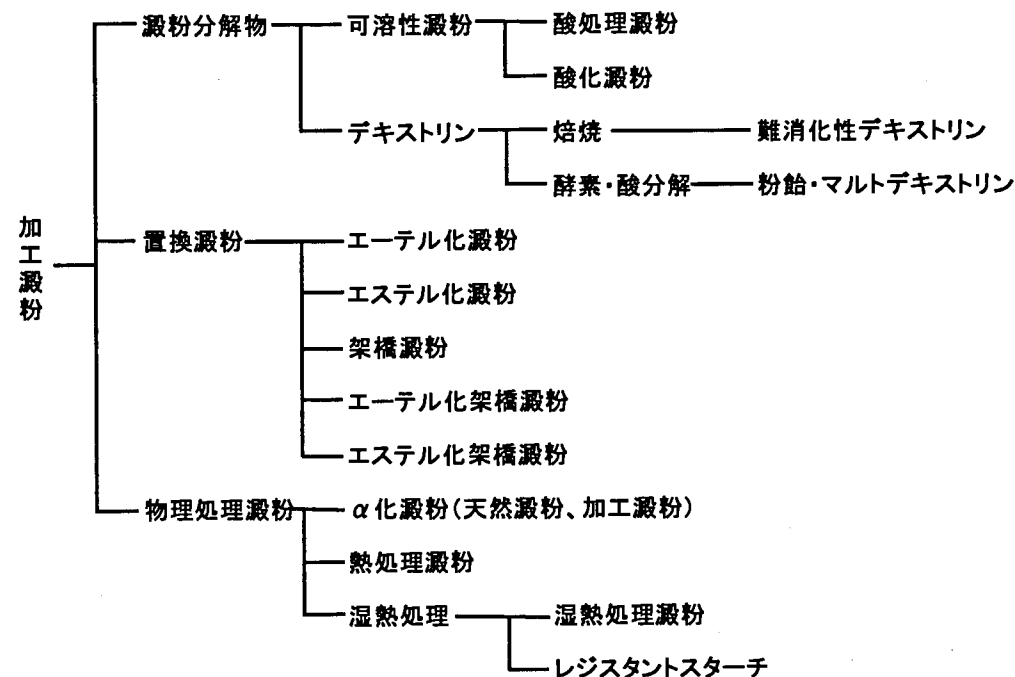 加工澱粉
澱粉分解物
可溶性澱粉
酸処理澱粉
酸化澱粉
デキストリン
焙焼
難消化性デキストリン
酵素・酸分解
粉飴・マルトデキストリン
置換澱粉
エーテル化澱粉
エステル化澱粉
架橋澱粉
エーテル化架橋澱粉
エステル化架橋澱粉
物理処理澱粉
α化澱粉(天然澱粉、加工澱粉)
熱処理澱粉
湿熱処理
湿熱処理澱粉
レジスタントスターチ